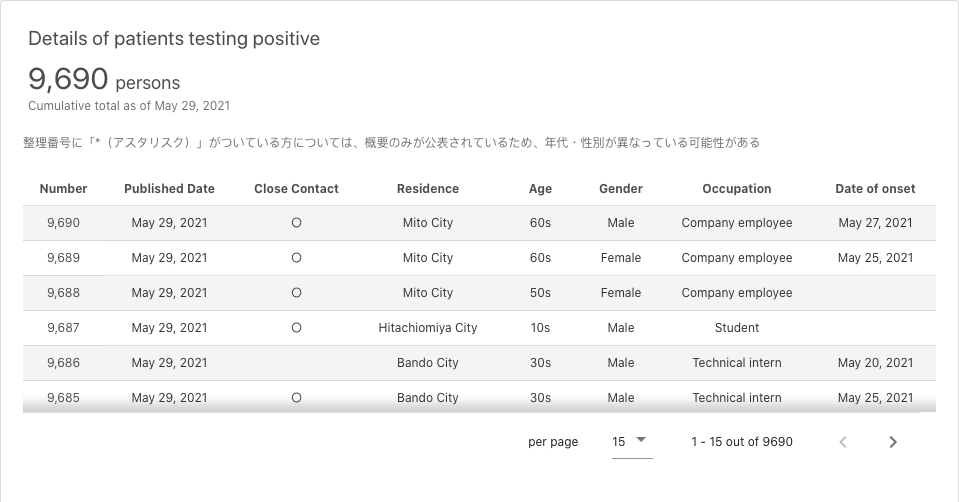 Details of patients testing positive
9,690 persons
Cumulative total as of May 29, 2021
整理番号に「*（アスタリスク）」がついている方については、概要のみが公表されているため、年代・性別が異なっている可能性がある
Number Published Date Close Contact Residence Age Gender Occupation Date of onset
9,690 May 29, 2021 O Mito City 60s Male Company employee May 27, 2021
9,689 May 29, 2021 O Mito City 60s Female Company employee May 25, 2021
9,688 May 29, 2021 O Mito City 50s Female Company employee
9,687 May 29, 2021 O Hitachiomiya City 10s Male Student
9,686 May 29, 2021 Bando City 30s Male Technical intern May 20, 2021
9,685 May 29, 2021 O Bando City 30s Male Technical intern May 25, 2021
per page 15 1 - 15 out of 9690